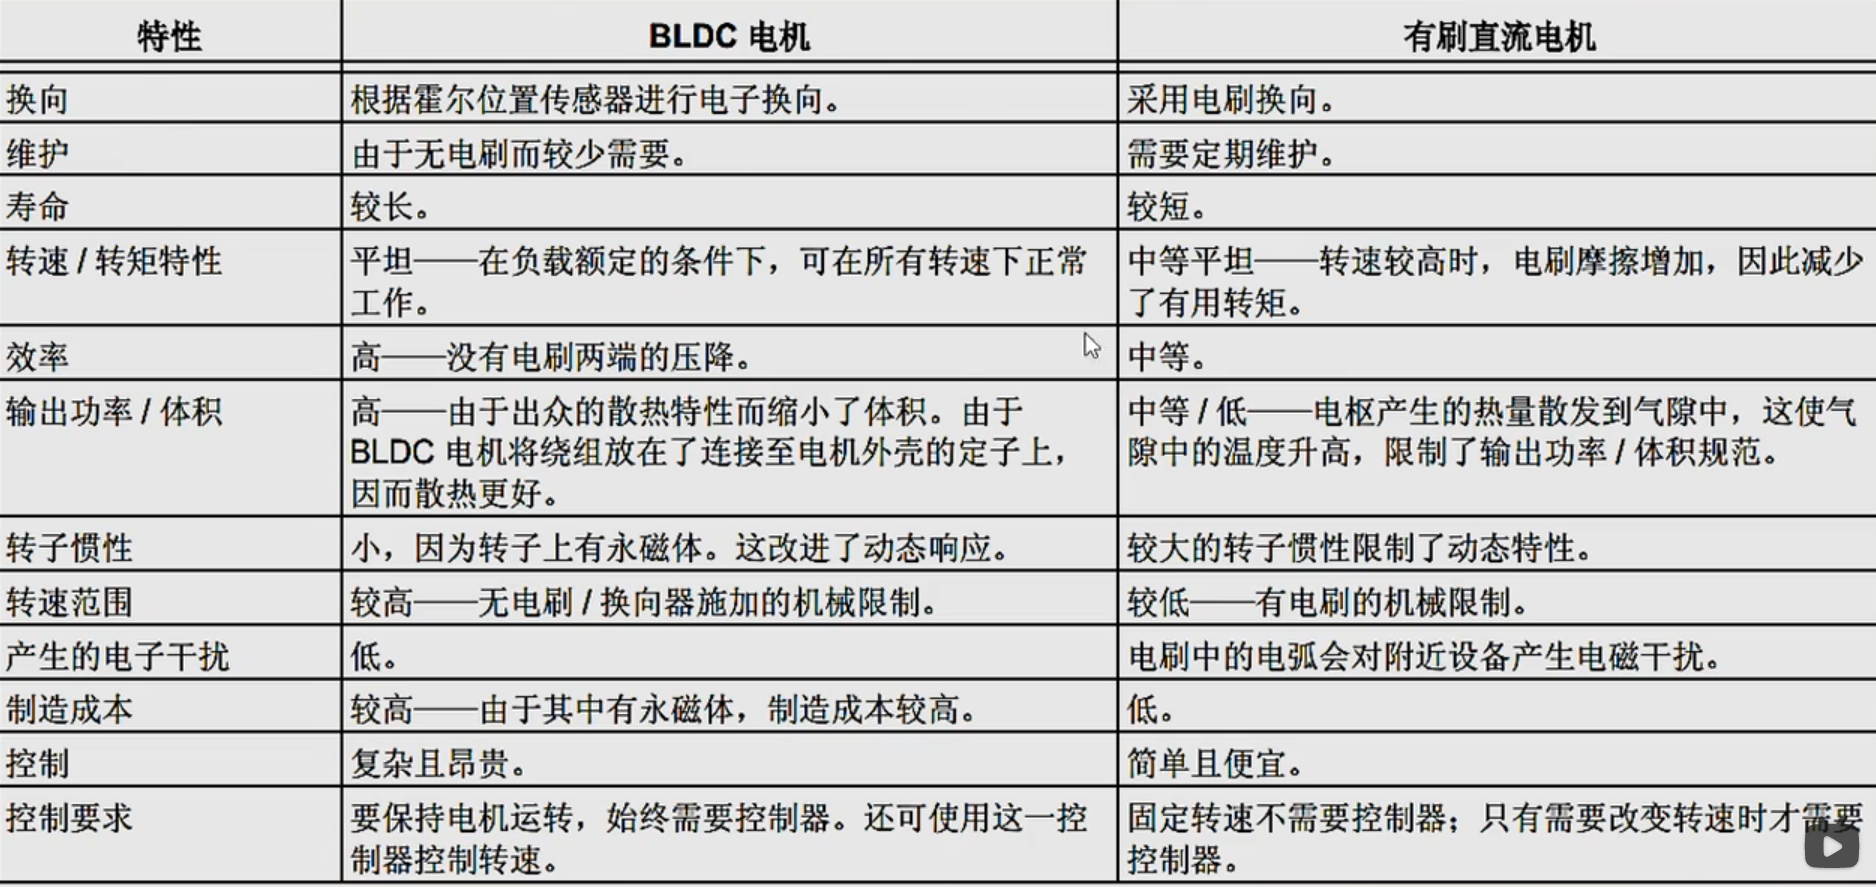 特性 BLDC 电机 有刷直流电机
换向 根据霍尔位置传感器进行电子换向。 采用电刷换向。
维护 由于无电刷而较少需要。 需要定期维护。
寿命 较长。 较短。
转速 / 转矩特性 平坦——在负载额定的条件下，可在所有转速下正常 中等平坦——转速较高时，电刷摩擦增加，因此减少
工作。 了有用转矩。
效率 高——没有电刷两端的压降。 中等。
输出功率 / 体积 高——由于出众的散热特性而缩小了体积。由于 中等 / 低——电枢产生的热量散发到气隙中，这使气
BLDC 电机将绕组放在了连接至电机外壳的定子上， 隙中的温度升高，限制了输出功率 / 体积规范。
因而散热更好。
转子惯性 小，因为转子上有永磁体。这改进了动态响应。 较大的转子惯性限制了动态特性。
转速范围 较高——无电刷 / 换向器施加的机械限制。 较低——有电刷的机械限制。
产生的电子干扰 低。 电刷中的电弧会对附近设备产生电磁干扰。
制造成本 较高——由于其中有永磁体，制造成本较高。 低。
控制 复杂且昂贵。 简单且便宜。
控制要求 要保持电机运转，始终需要控制器。还可使用这一控 固定转速不需要控制器；只有需要改变转速时才需要
制器控制转速。 控制器。